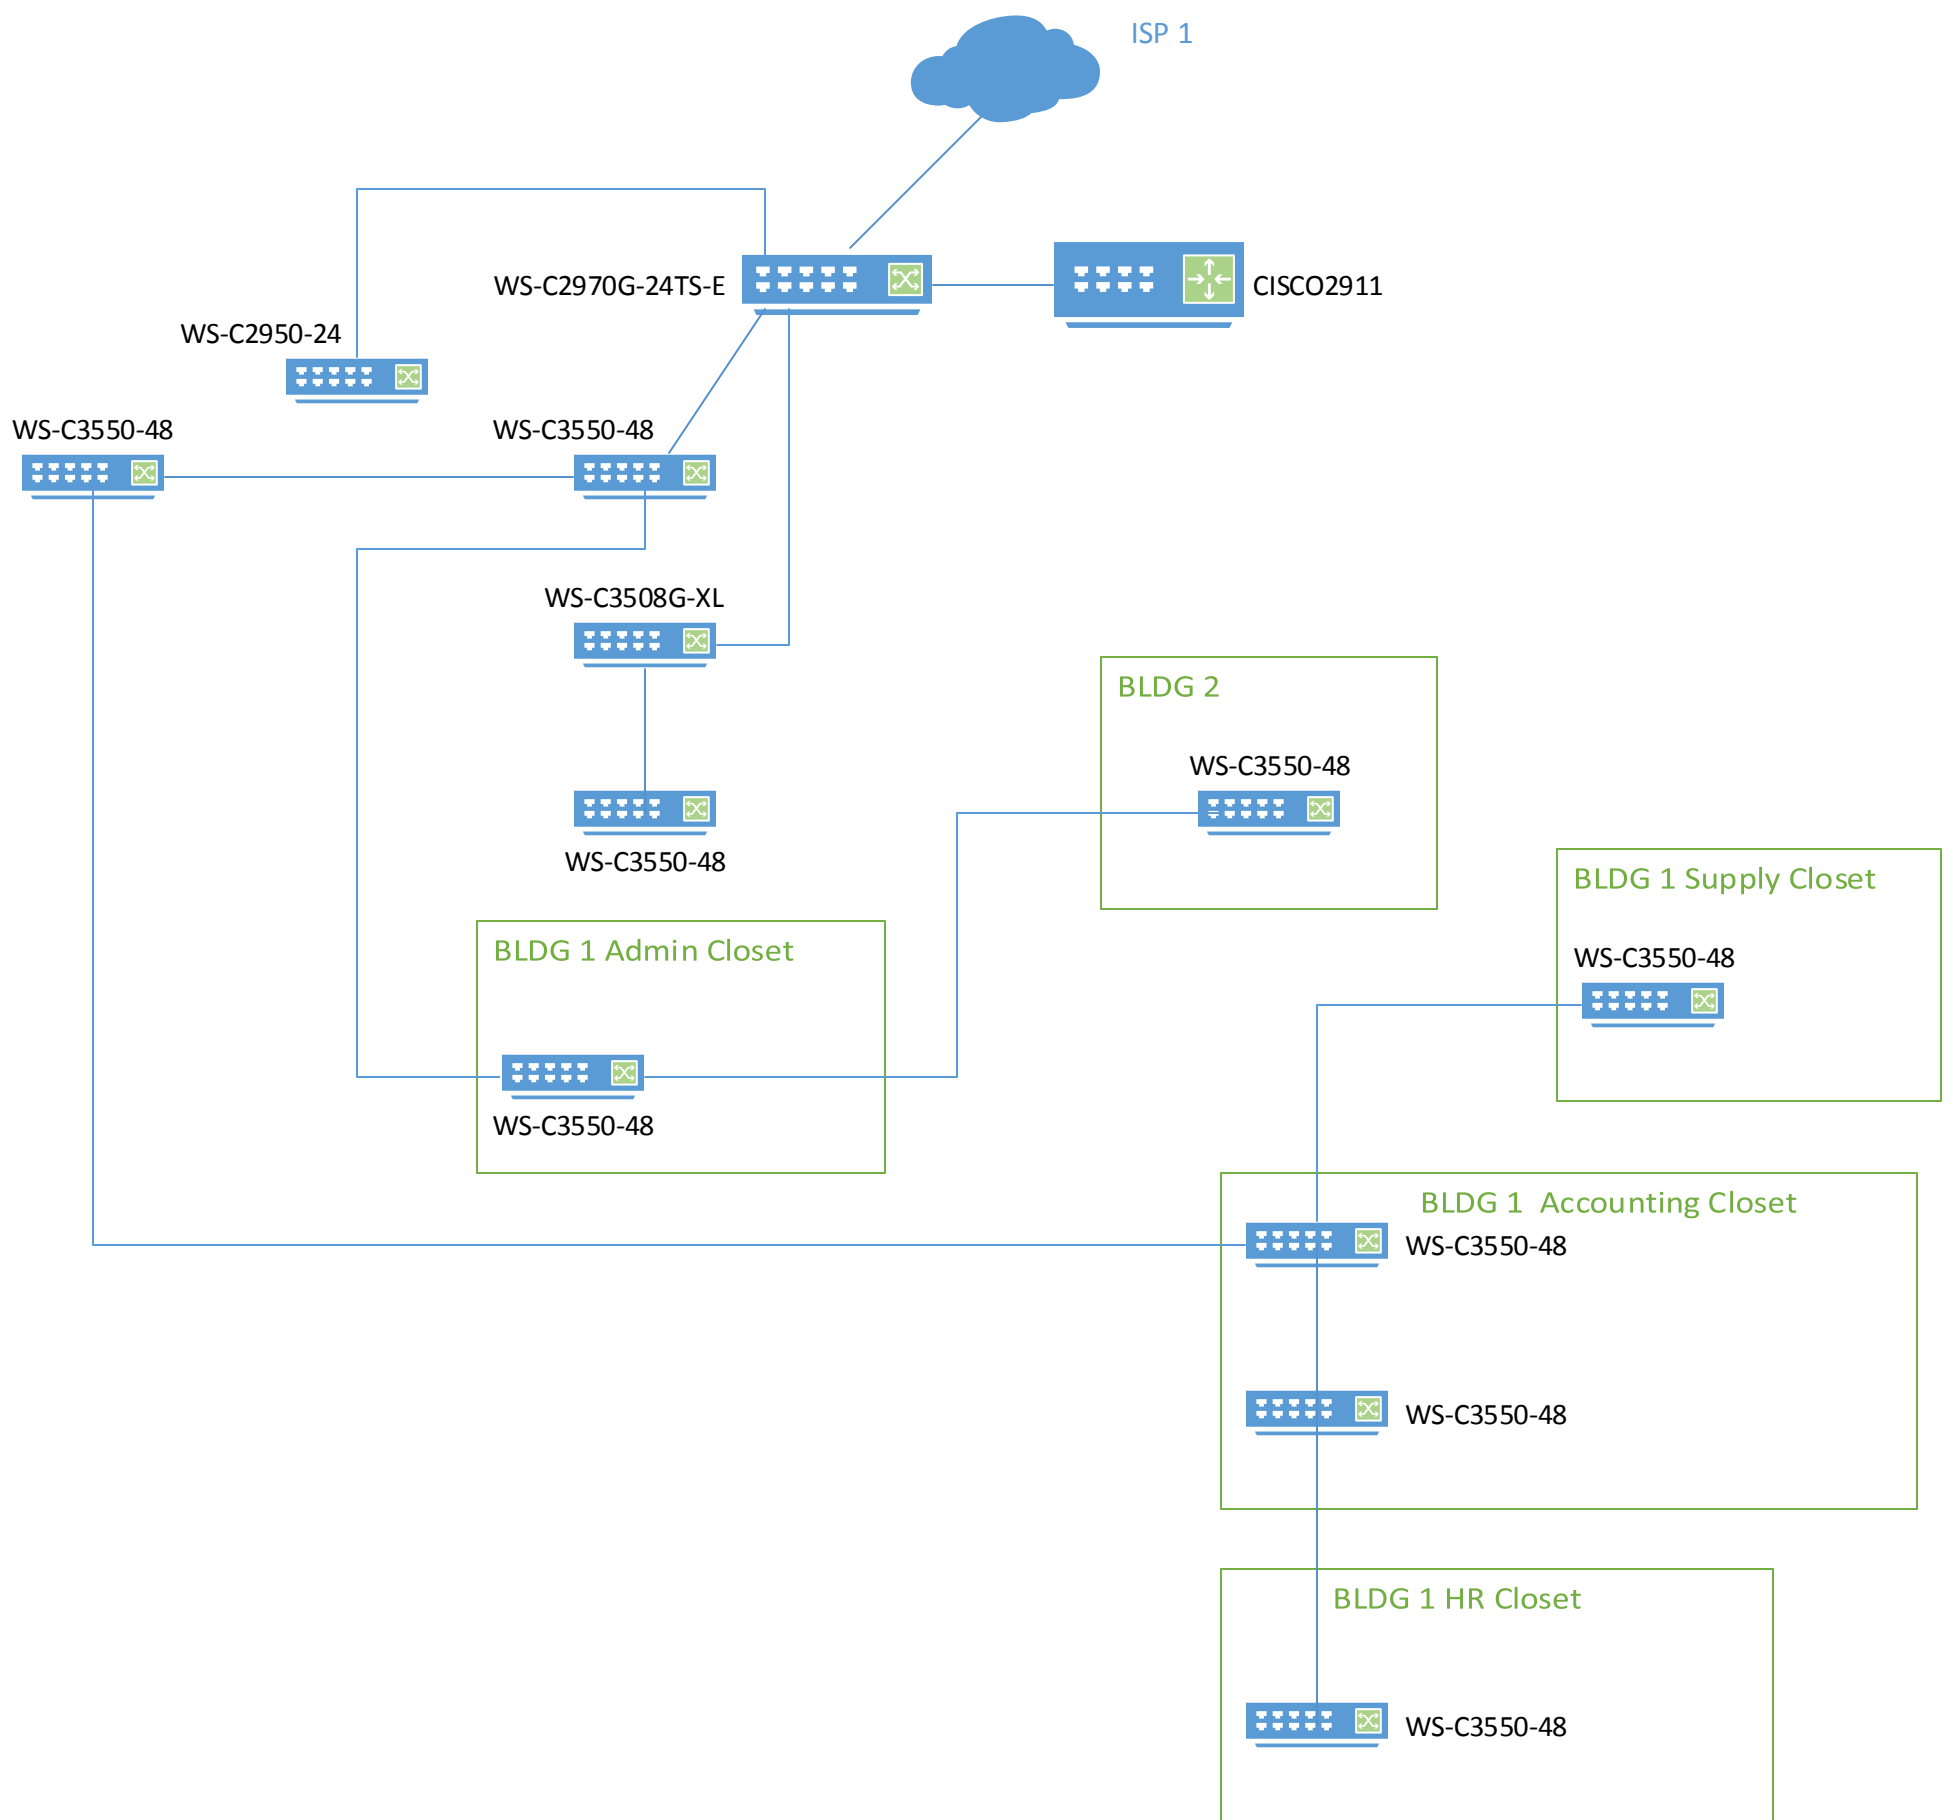 ISP 1
WS-C2970G-24TS-E
CISCO2911
WS-C2950-24
WS-C3550-48
WS-C3550-48
WS-C3508G-XL
BLDG 2
WS-C3550-48
WS-C3550-48
BLDG 1 Supply Closet
BLDG 1 Admin Closet
WS-C3550-48
WS-C3550-48
BLDG 1  Accounting Closet
WS-C3550-48
WS-C3550-48
BLDG 1 HR Closet
WS-C3550-48